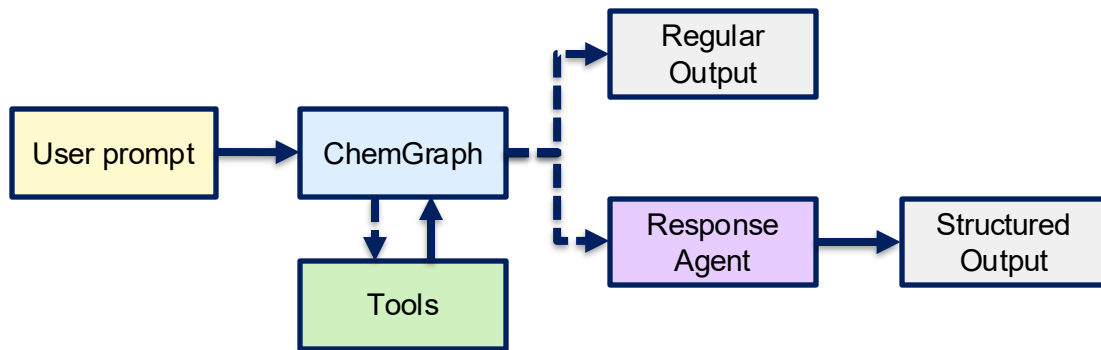 Regular
Output
User prompt
ChemGraph
Response
Agent
Structured
Output
Tools